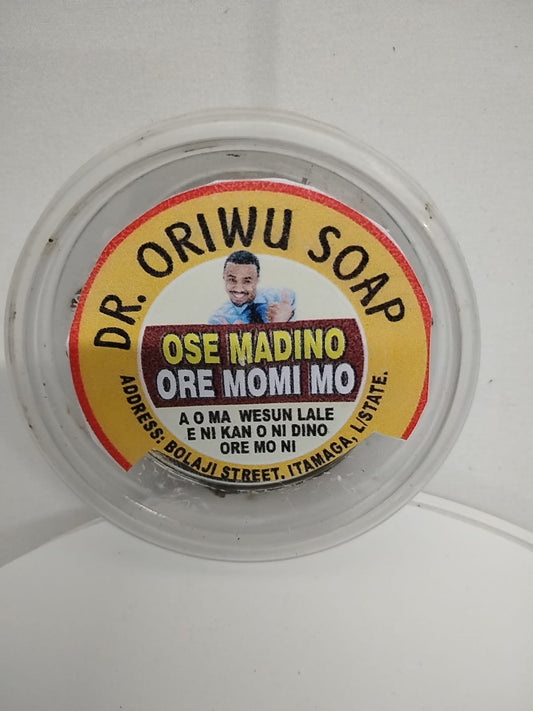 DR. ORIWU SOAP
OSE MADINO
ORE MOMI MO
A O MA WESUN LALE
E NI KAN O NI DINO
ORE MO NI
ADDRESS: BOLAJI STREET, ITAMAGA, L/STATE.